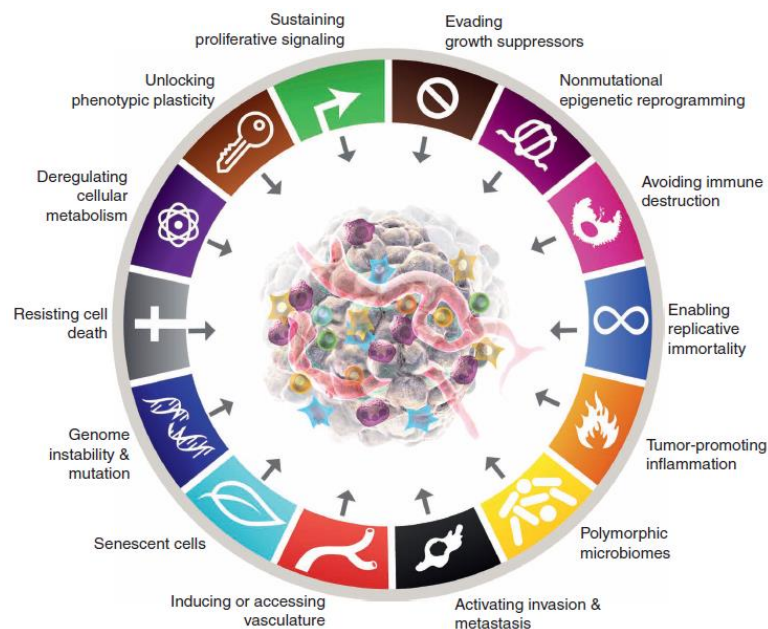 Sustaining
proliferative signaling
Evading
growth suppressors
Nonmutational
epigenetic reprogramming
Avoiding immune
destruction
Enabling
replicative
immortality
Tumor-promoting
inflammation
Polymorphic
microbiomes
Activating invasion &
metastasis
Inducing or accessing
vasculature
Senescent cells
Genome
instability &
mutation
Resisting cell
death
Deregulating
cellular
metabolism
Unlocking
phenotypic plasticity